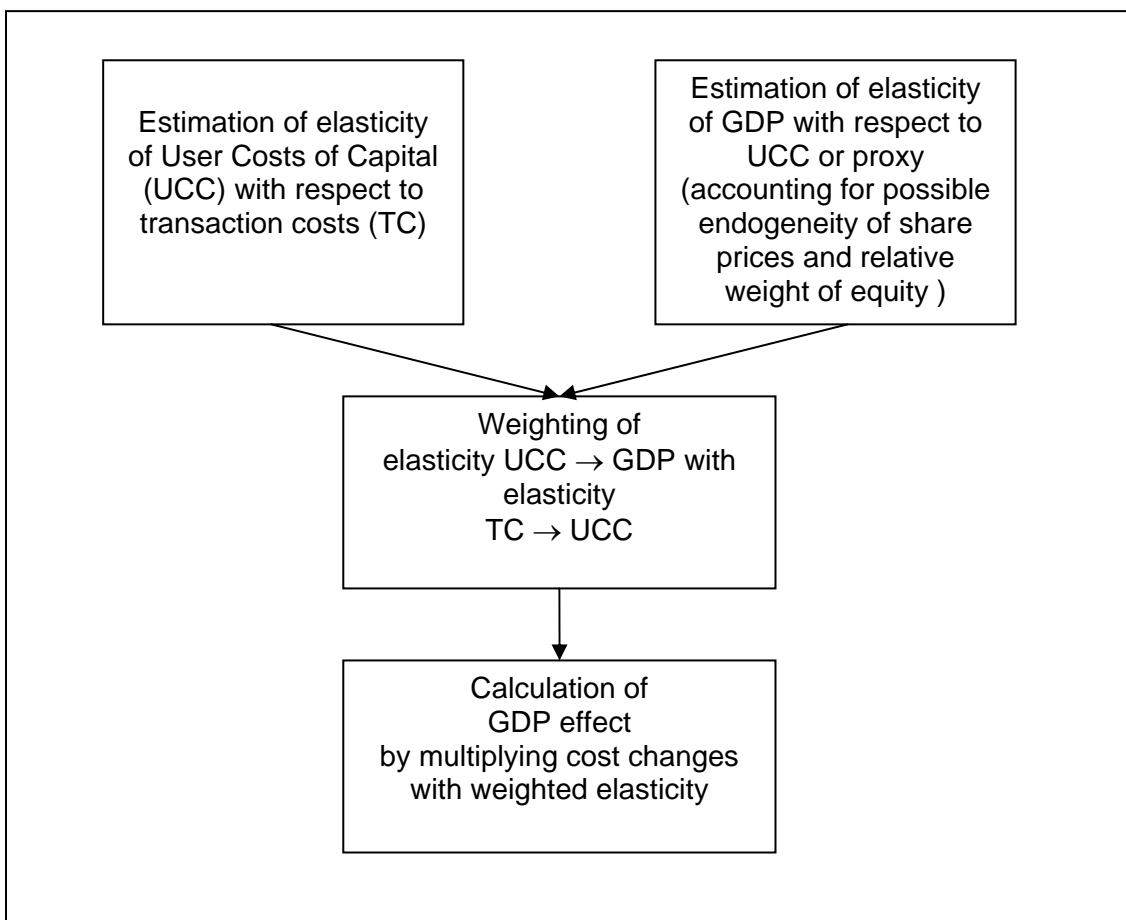 Estimation of elasticity
of User Costs of Capital
(UCC) with respect to
transaction costs (TC)
Estimation of elasticity
of GDP with respect to
UCC or proxy
(accounting for possible
endogeneity of share
prices and relative
weight of equity )
Weighting of
elasticity UCC → GDP with
elasticity
TC → UCC
Calculation of
GDP effect
by multiplying cost changes
with weighted elasticity